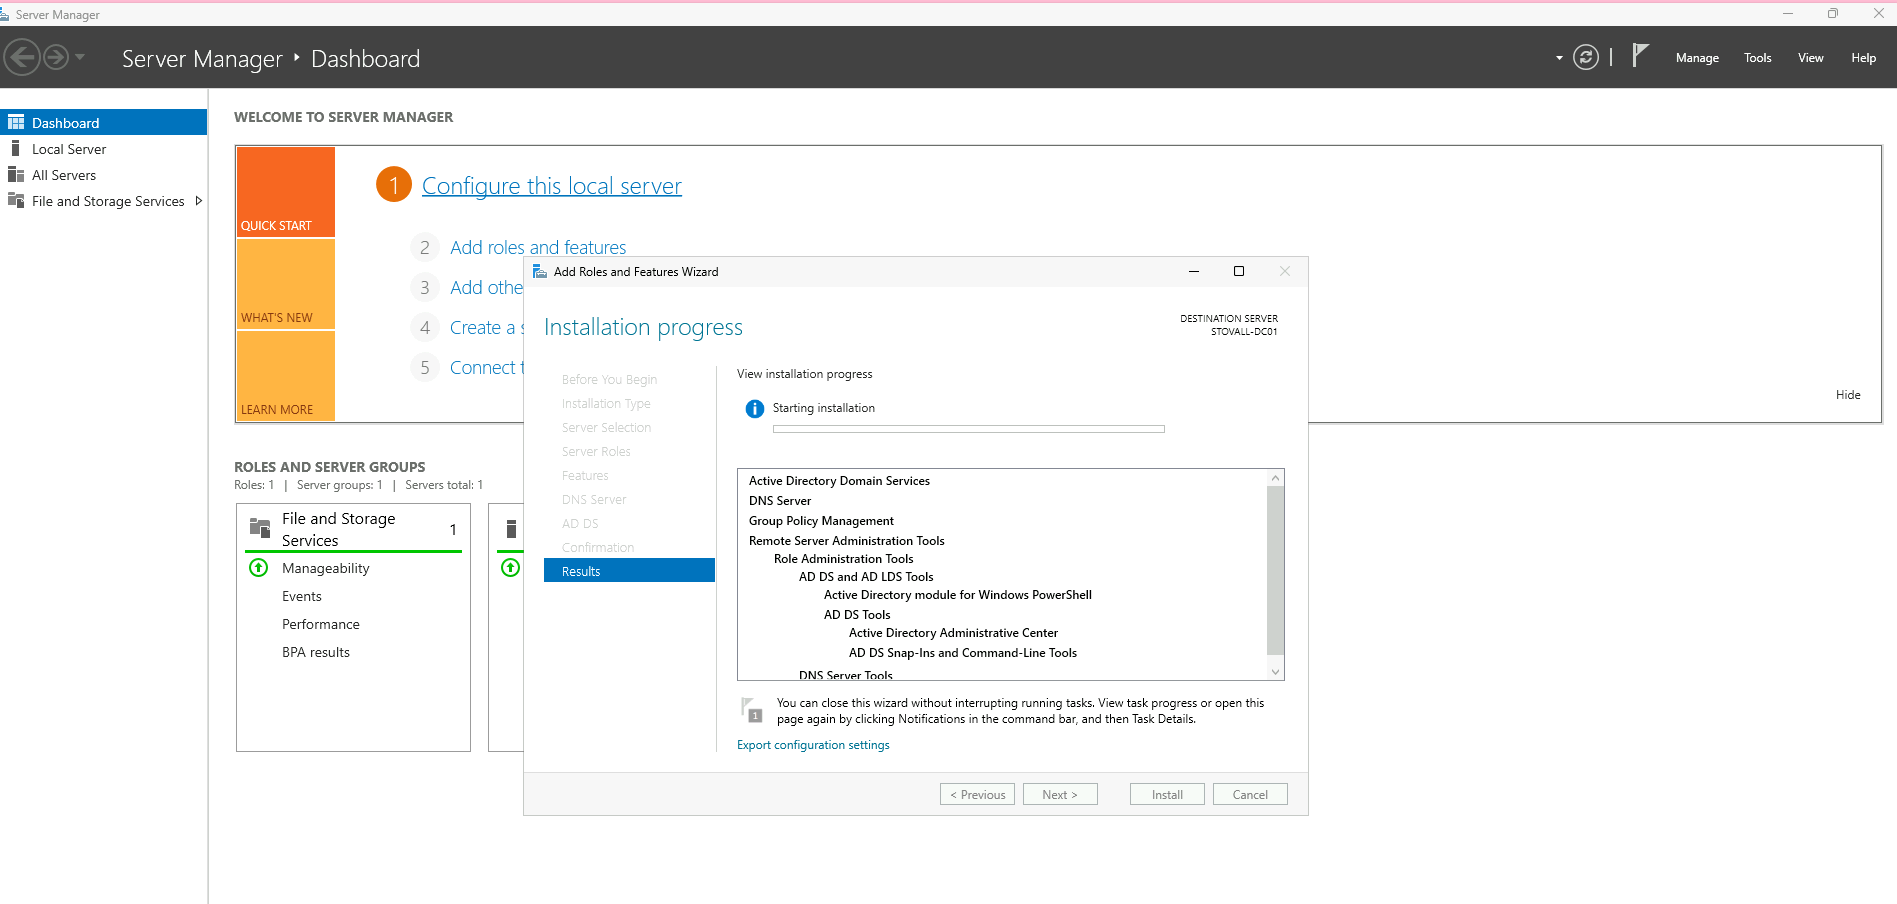 Server Manager
Server Manager ‣ Dashboard
Manage
Tools
View
Help
Dashboard
Local Server
All Servers
File and Storage Services
WELCOME TO SERVER MANAGER
QUICK START
WHAT'S NEW
LEARN MORE
1 Configure this local server
2 Add roles and features
3 Add othe
4 Create a s
5 Connect t
Hide
ROLES AND SERVER GROUPS
Roles: 1 | Server groups: 1 | Servers total: 1
File and Storage
Services
1
Manageability
Events
Performance
BPA results
Add Roles and Features Wizard
Installation progress
DESTINATION SERVER
STOVALL-DC01
Before You Begin
Installation Type
Server Selection
Server Roles
Features
DNS Server
AD DS
Confirmation
Results
View installation progress
Starting installation
Active Directory Domain Services
DNS Server
Group Policy Management
Remote Server Administration Tools
Role Administration Tools
AD DS and AD LDS Tools
Active Directory module for Windows PowerShell
AD DS Tools
Active Directory Administrative Center
AD DS Snap-Ins and Command-Line Tools
DNS Server Tools
1
You can close this wizard without interrupting running tasks. View task progress or open this
page again by clicking Notifications in the command bar, and then Task Details.
Export configuration settings
< Previous
Next >
Install
Cancel